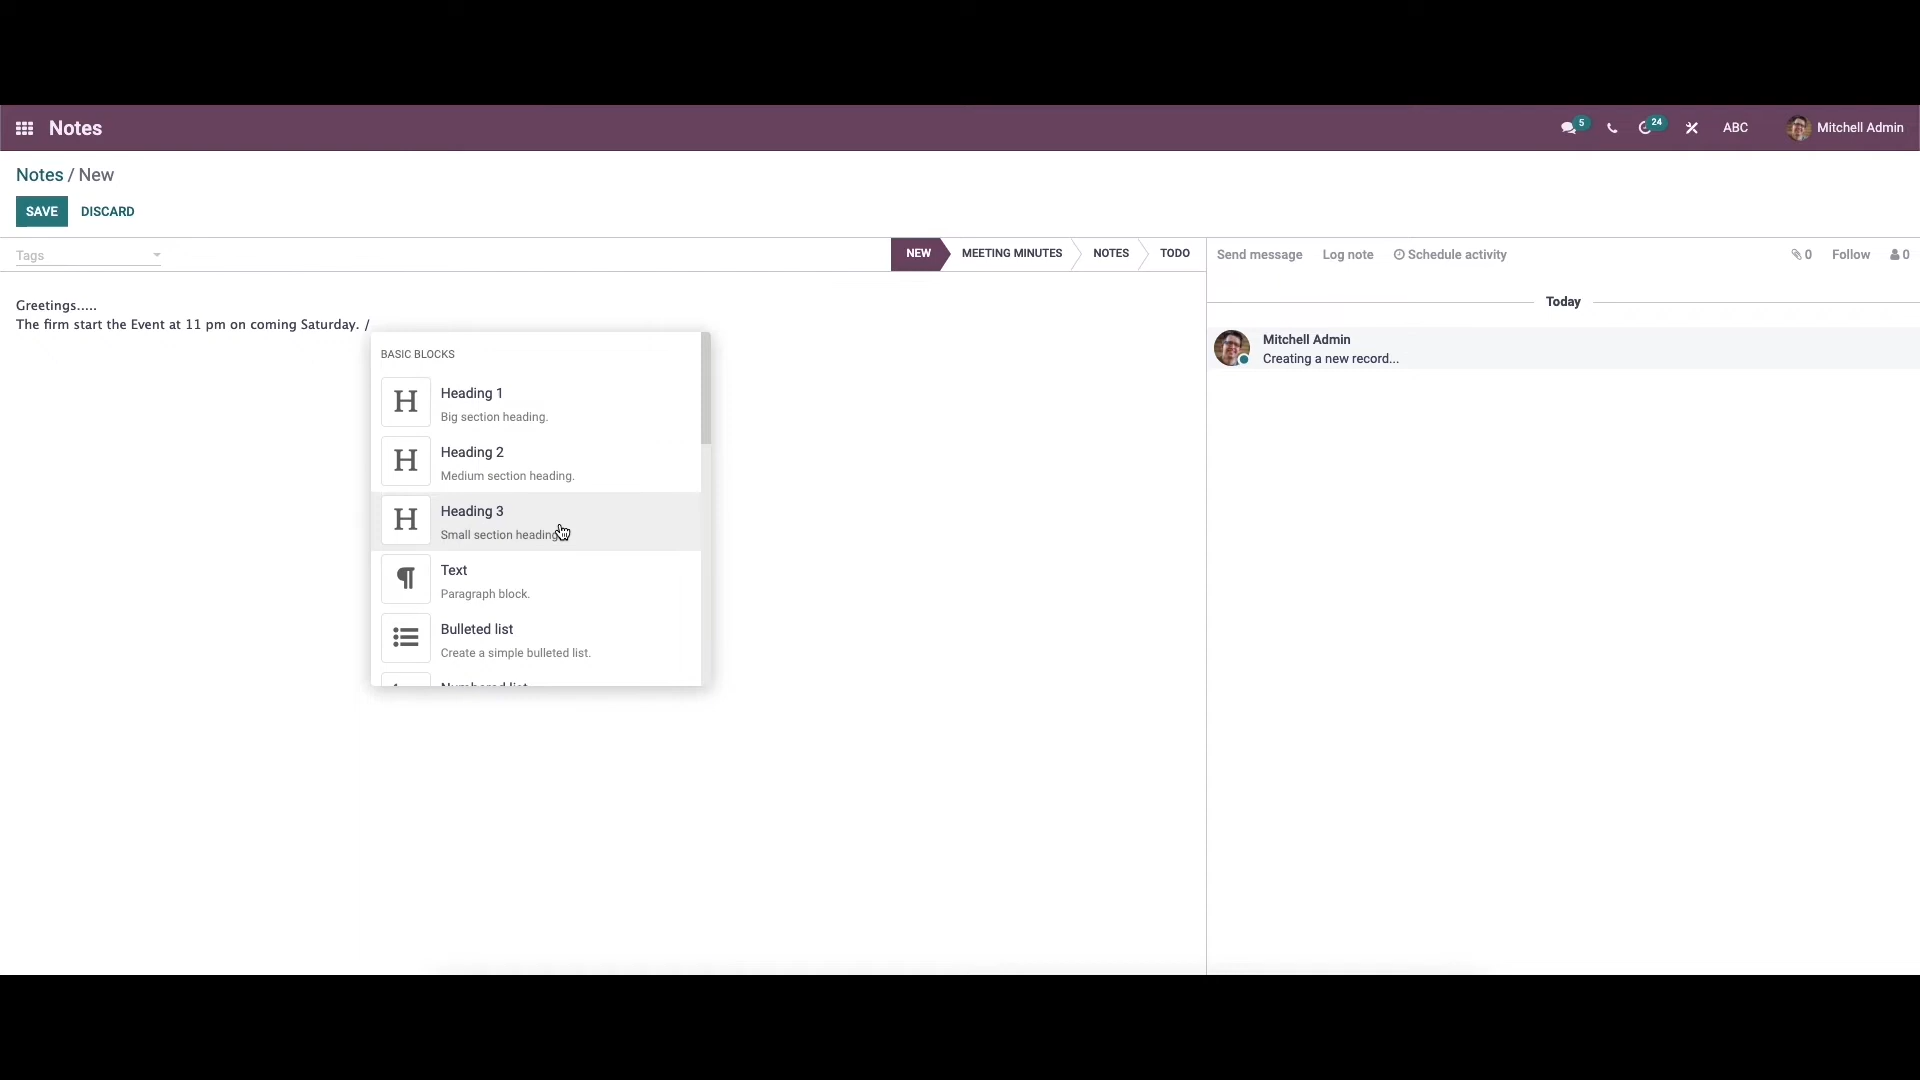 Notes
5
24
ABC
Mitchell Admin
Notes / New
SAVE
DISCARD
Tags
NEW
MEETING MINUTES
NOTES
TODO
Send message
Log note
Schedule activity
0
Follow
0
Greetings.....
The firm start the Event at 11 pm on coming Saturday. /
Today
Mitchell Admin
Creating a new record...
BASIC BLOCKS
Heading 1
Big section heading.
Heading 2
Medium section heading.
Heading 3
Small section heading
Text
Paragraph block.
Bulleted list
Create a simple bulleted list.